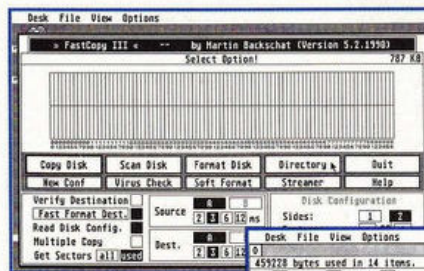 Desk File View Options
» FastCopy III « -- by Martin Backschat (Version 5.2.1990)
Select Option! 787 KB
Copy Disk Scan Disk Format Disk Directory Quit
New Conf Virus Check Soft Format Streamer Help
Verify Destination
Fast Format Dest.
Read Disk Config.
Multiple Copy
Get Sectors all used
Source A B
2 3 6 12 ms
Dest. A
2 3 6 12
Disk Configuration
Sides: 1 2
Desk File View Options
459228 bytes used in 14 items.